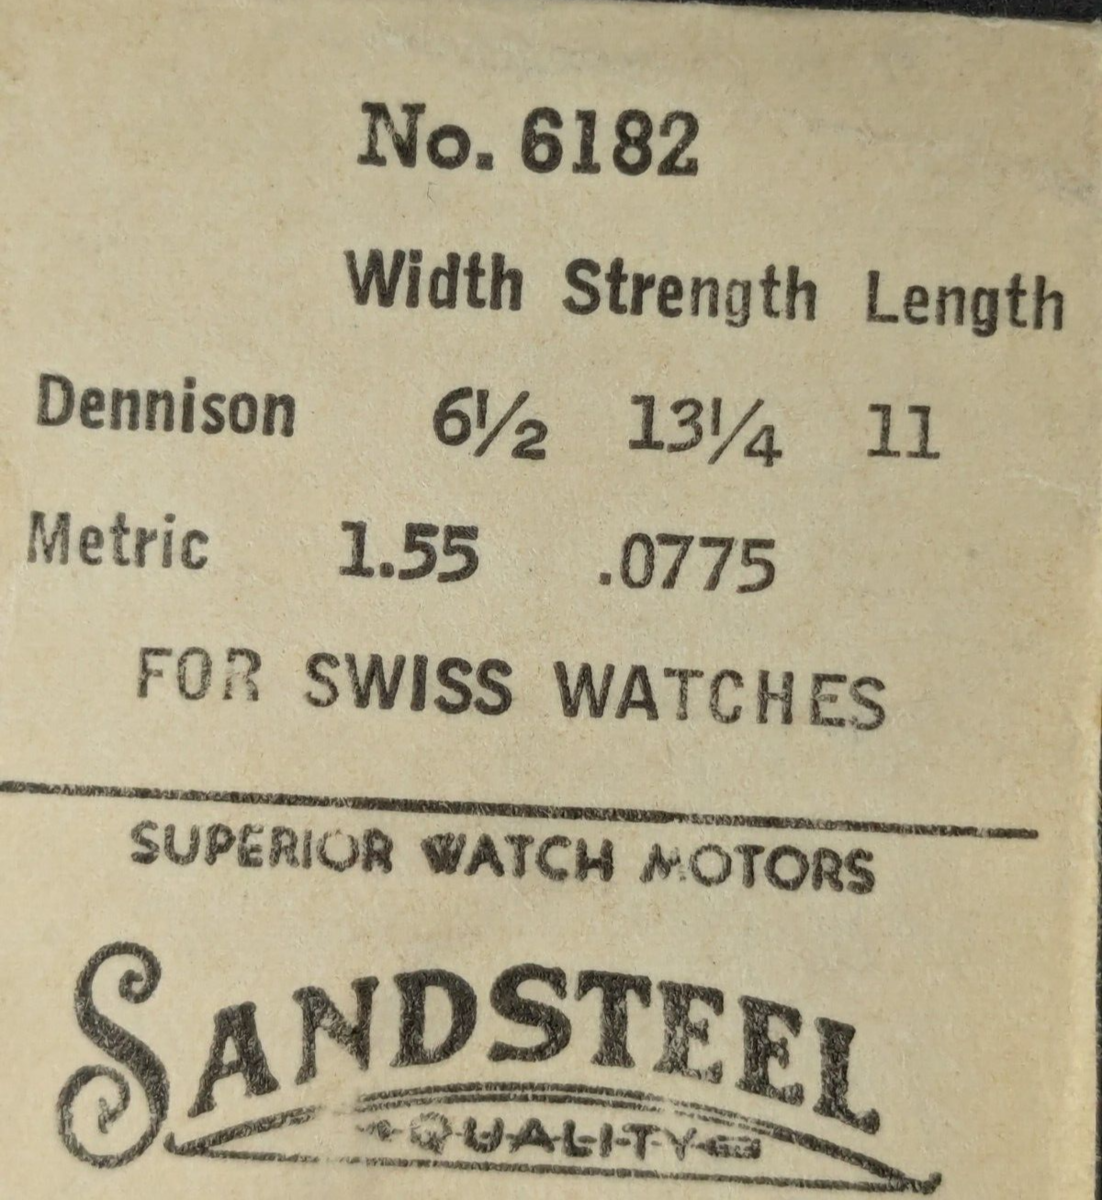 No. 6182
Width Strength Length
Dennison 6½ 13¼ 11
Metric 1.55 .0775
FOR SWISS WATCHES
SUPERIOR WATCH MOTORS
SANDSTEEL
QUALITY